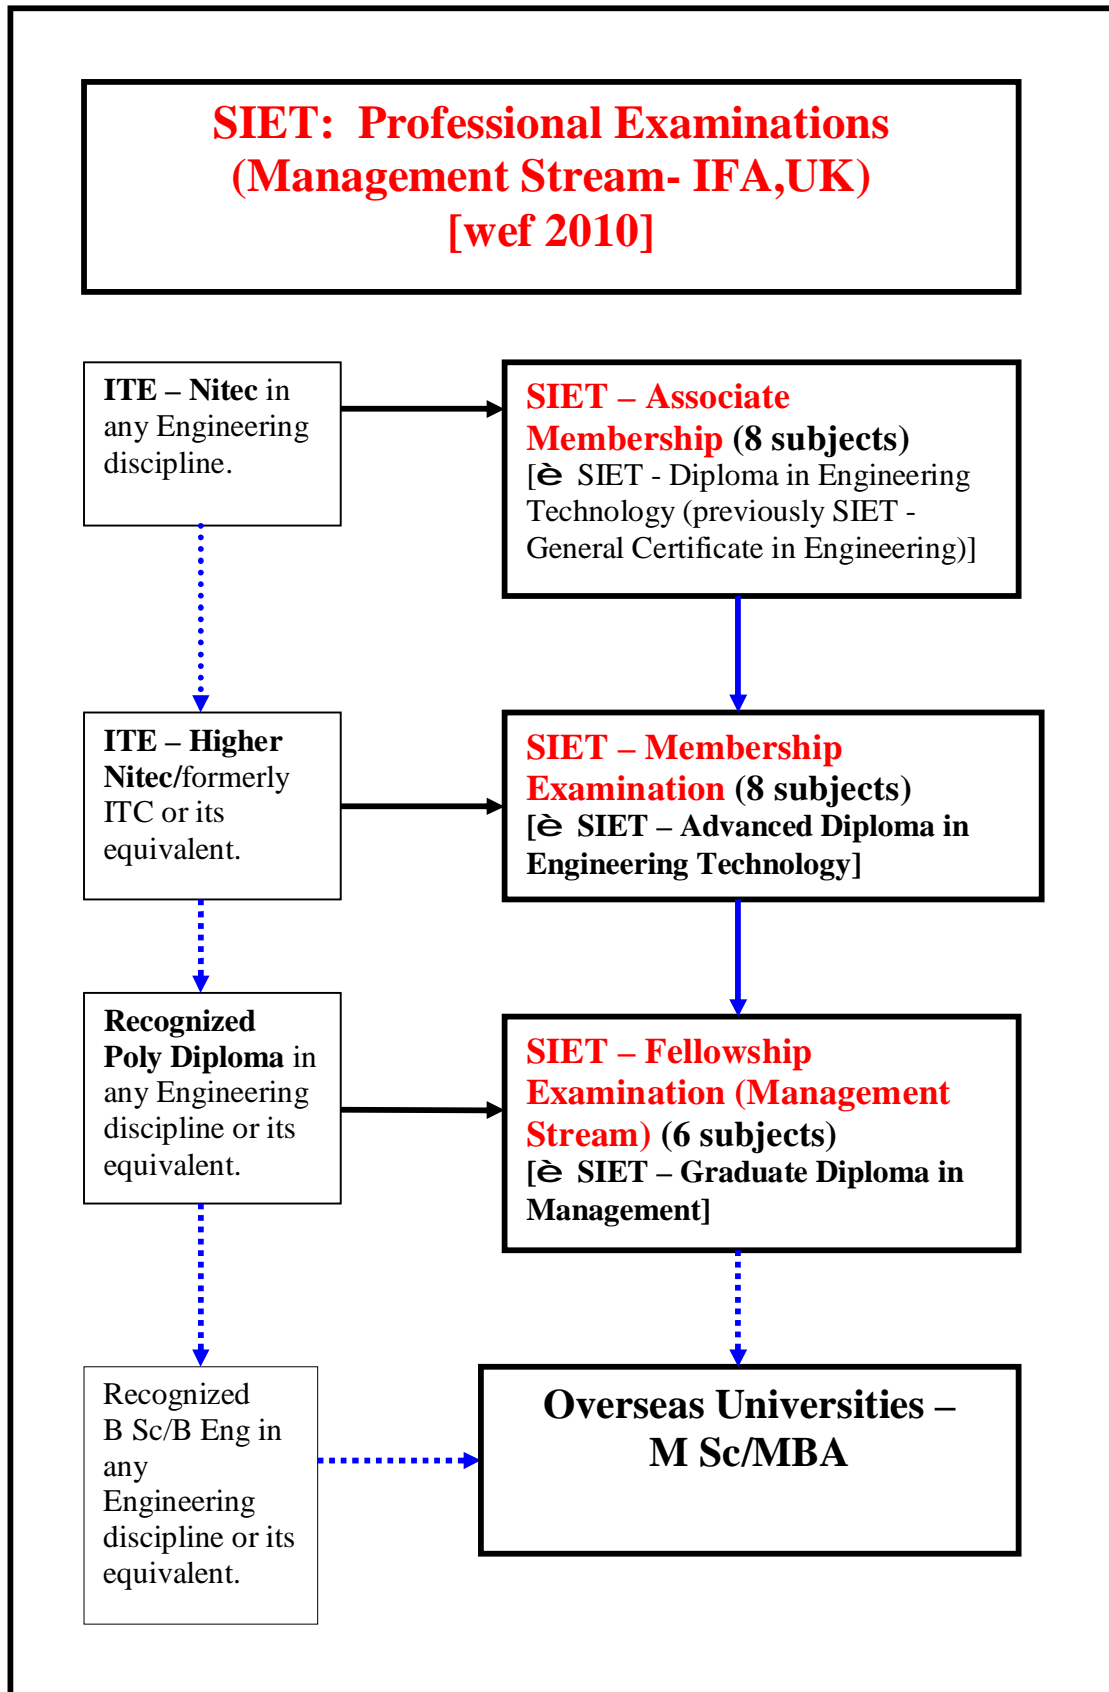 SIET:  Professional Examinations
(Management Stream- IFA,UK)
[wef 2010]
ITE – Nitec in
any Engineering
discipline.
SIET – Associate
Membership (8 subjects)
[è SIET - Diploma in Engineering
Technology (previously SIET -
General Certificate in Engineering)]
ITE – Higher
Nitec/formerly
ITC or its
equivalent.
SIET – Membership
Examination (8 subjects)
[è SIET – Advanced Diploma in
Engineering Technology]
Recognized
Poly Diploma in
any Engineering
discipline or its
equivalent.
SIET – Fellowship
Examination (Management
Stream) (6 subjects)
[è SIET – Graduate Diploma in
Management]
Recognized
B Sc/B Eng in
any
Engineering
discipline or its
equivalent.
Overseas Universities –
M Sc/MBA